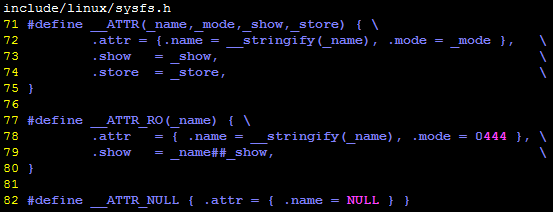 include/linux/sysfs.h
71 #define __ATTR(_name,_mode,_show,_store) { \
72         .attr = {.name = __stringify(_name), .mode = _mode },   \
73         .show   = _show,                                        \
74         .store  = _store,                                       \
75 }
76
77 #define __ATTR_RO(_name) { \
78         .attr   = { .name = __stringify(_name), .mode = 0444 }, \
79         .show   = _name##_show,                                 \
80 }
81
82 #define __ATTR_NULL { .attr = { .name = NULL } }